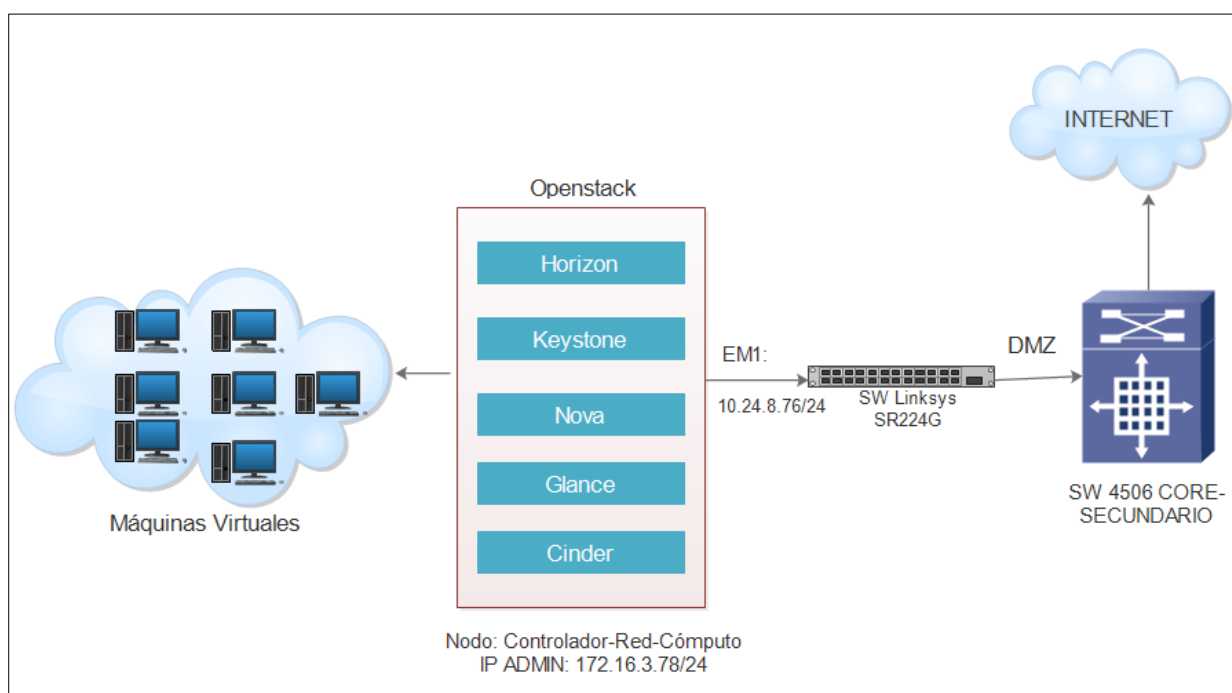 INTERNET
Openstack
Horizon
Keystone
Nova
Glance
Cinder
EM1:
10.24.8.76/24
SW Linksys
SR224G
DMZ
SW 4506 CORE-
SECUNDARIO
Máquinas Virtuales
Nodo: Controlador-Red-Cómputo
IP ADMIN: 172.16.3.78/24